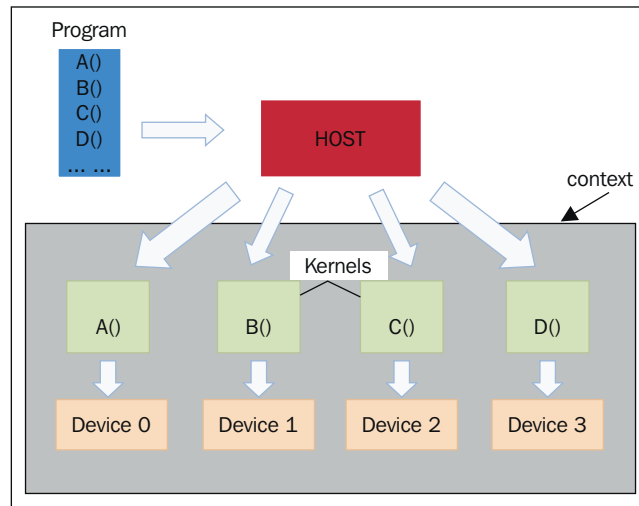 Program
A()
B()
C()
D()
... ...
HOST
context
Kernels
A()
B()
C()
D()
Device 0
Device 1
Device 2
Device 3